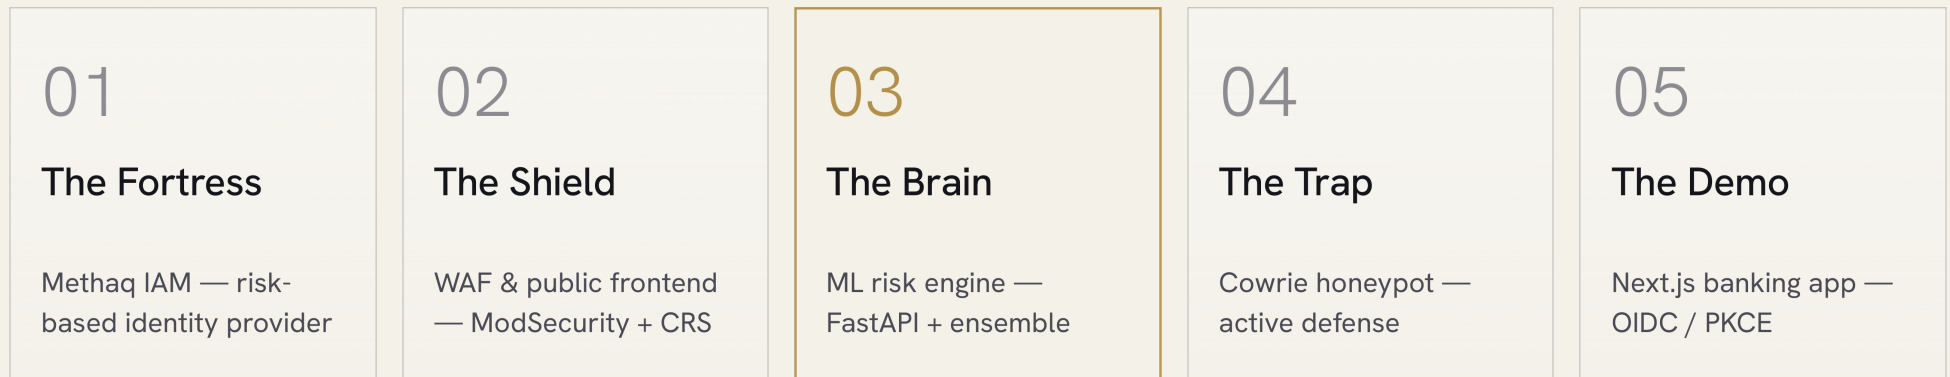 01
The Fortress
Methaq IAM — risk-
based identity provider
02
The Shield
WAF & public frontend
— ModSecurity + CRS
03
The Brain
ML risk engine —
FastAPI + ensemble
04
The Trap
Cowrie honeypot —
active defense
05
The Demo
Next.js banking app —
OIDC / PKCE